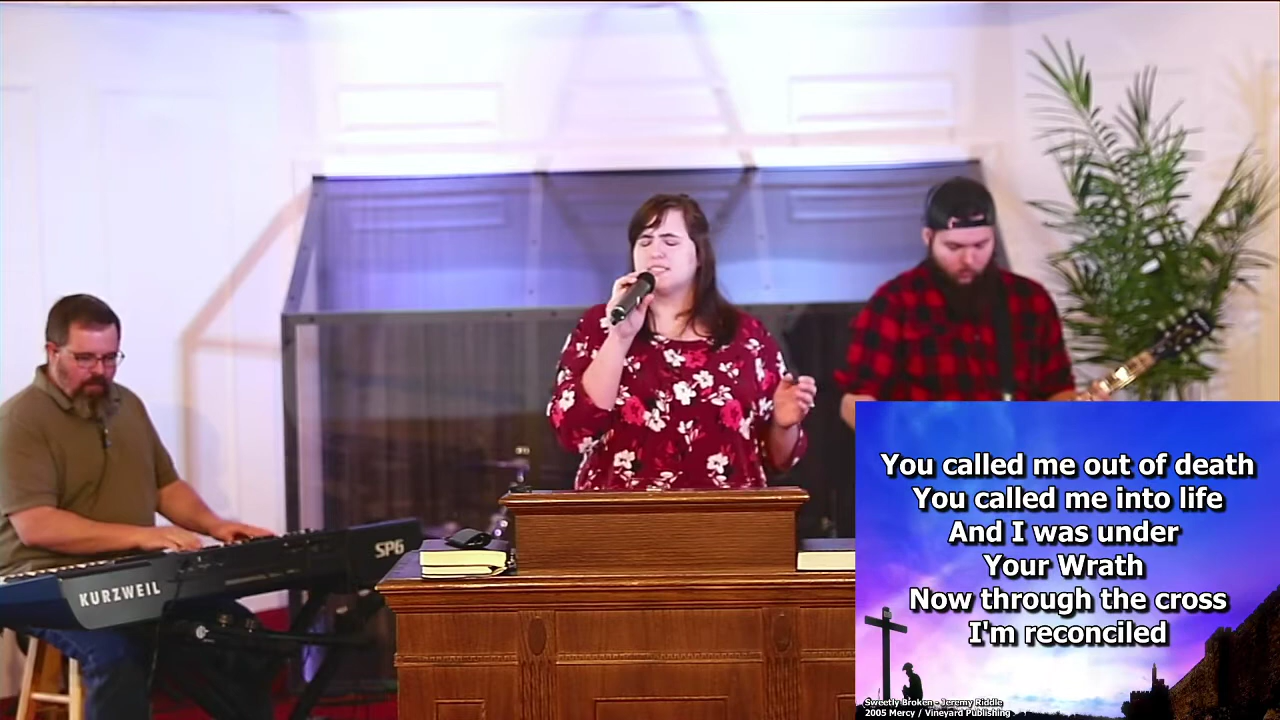 KURZWEIL
SP6
You called me out of death
You called me into life
And I was under
Your Wrath
Now through the cross
I'm reconciled
Sweetly Broken - Jeremy Riddle
2005 Mercy / Vineyard Publishing